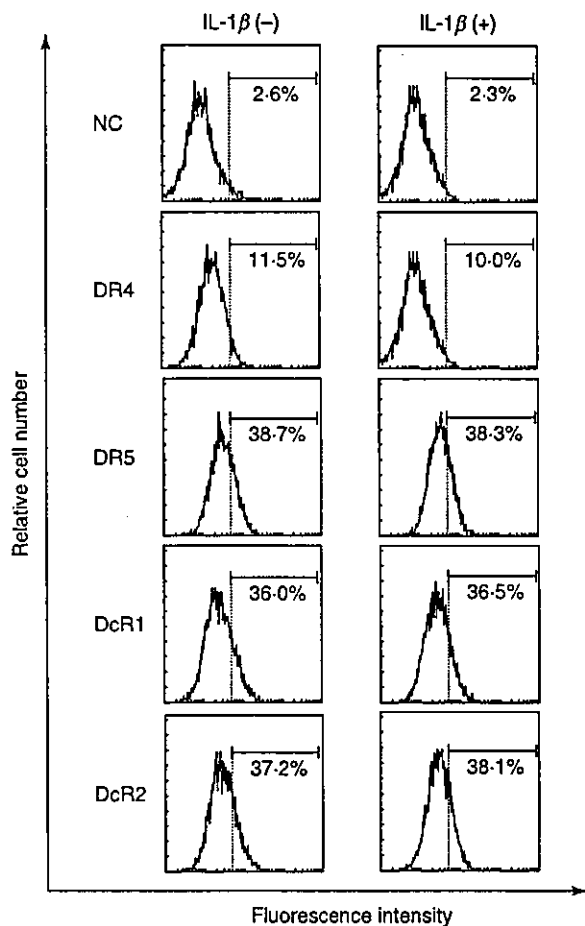 IL-1β (–) IL-1β (+)
NC 2·6% 2·3%
DR4 11·5% 10·0%
DR5 38·7% 38·3%
DcR1 36·0% 36·5%
DcR2 37·2% 38·1%
Relative cell number
Fluorescence intensity